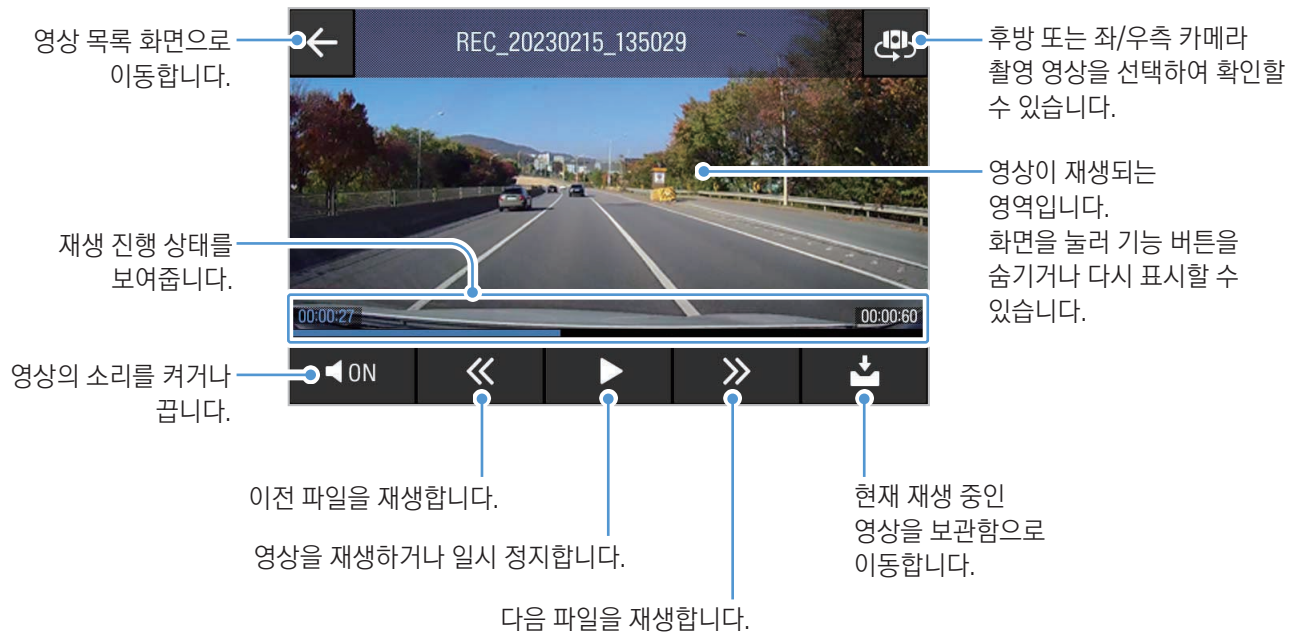 영상 목록 화면으로
이동합니다.
REC_20230215_135029
후방 또는 좌/우측 카메라
촬영 영상을 선택하여 확인할
수 있습니다.
영상이 재생되는
영역입니다.
화면을 눌러 기능 버튼을
숨기거나 다시 표시할 수
있습니다.
재생 진행 상태를
보여줍니다.
00:00:27
00:00:60
영상의 소리를 켜거나
끕니다.
ON
이전 파일을 재생합니다.
영상을 재생하거나 일시 정지합니다.
다음 파일을 재생합니다.
현재 재생 중인
영상을 보관함으로
이동합니다.